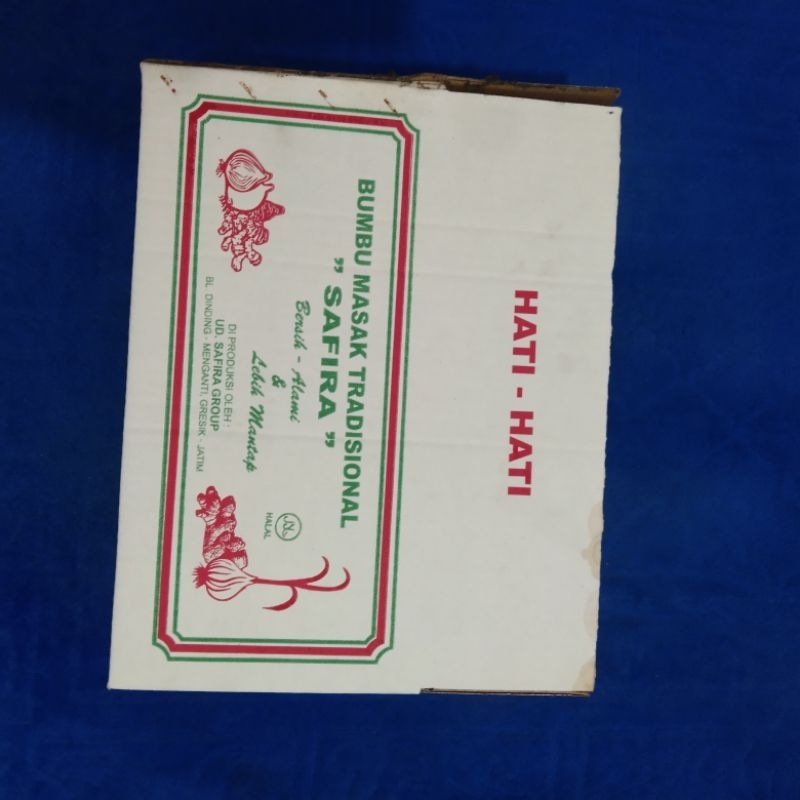 HATI - HATI
BUMBU MASAK TRADISIONAL
" SAFIRA "
Bersih - Alami
&
Lebih Mantap
HALAL
DI PRODUKSI OLEH :
UD. SAFIRA GROUP
BL. DINDING - MENGANTI, GRESIK - JATIM